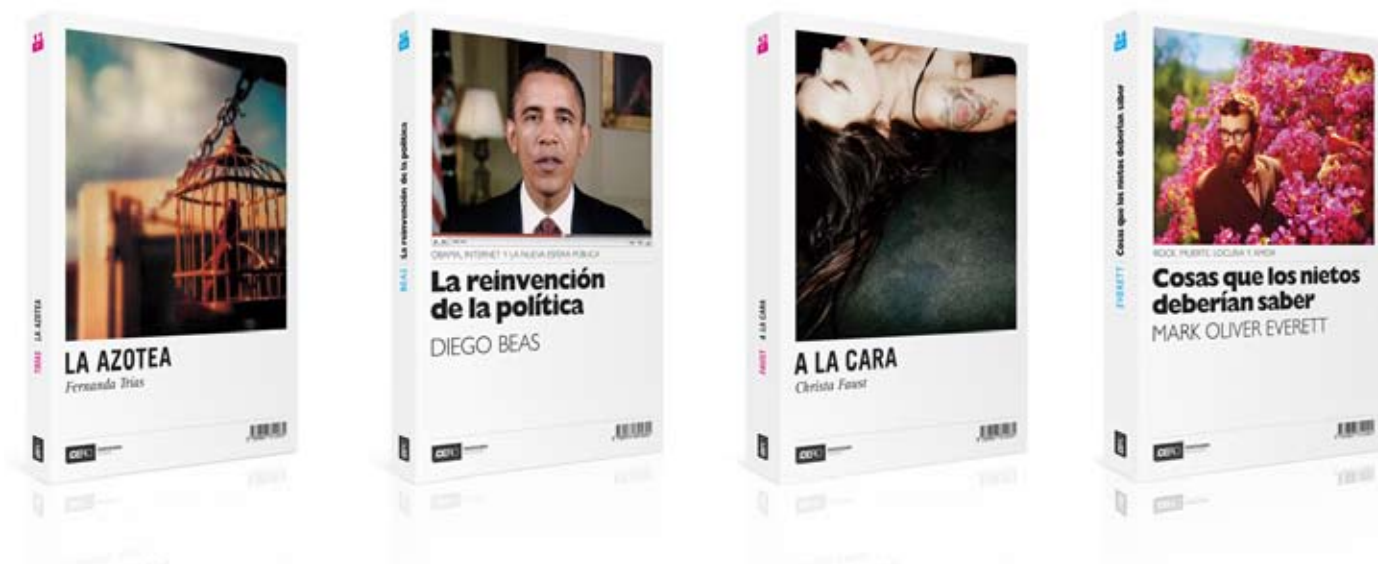 TRÍAS LA AZOTEA
LA AZOTEA
Fernanda Trías
BEAS La reinvención de la política
OBAMA, INTERNET Y LA NUEVA ESFERA PÚBLICA
La reinvención
de la política
DIEGO BEAS
FAUST A LA CARA
A LA CARA
Christa Faust
EVERETT Cosas que los nietos deberían saber
ROCK, MUERTE, LOCURA Y AMOR
Cosas que los nietos
deberían saber
MARK OLIVER EVERETT